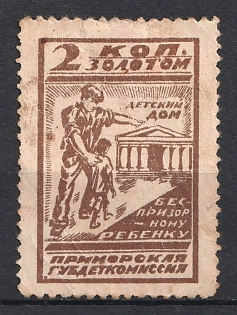 2 КОП.
ЗОЛОТОМ
ДЕТСКИЙ
ДОМ
БЕС-
ПРИЗОР
НОМУ
РЕБЕНКУ
ПРИМОРСКАЯ
ГУБДЕТКОМИССИЯ